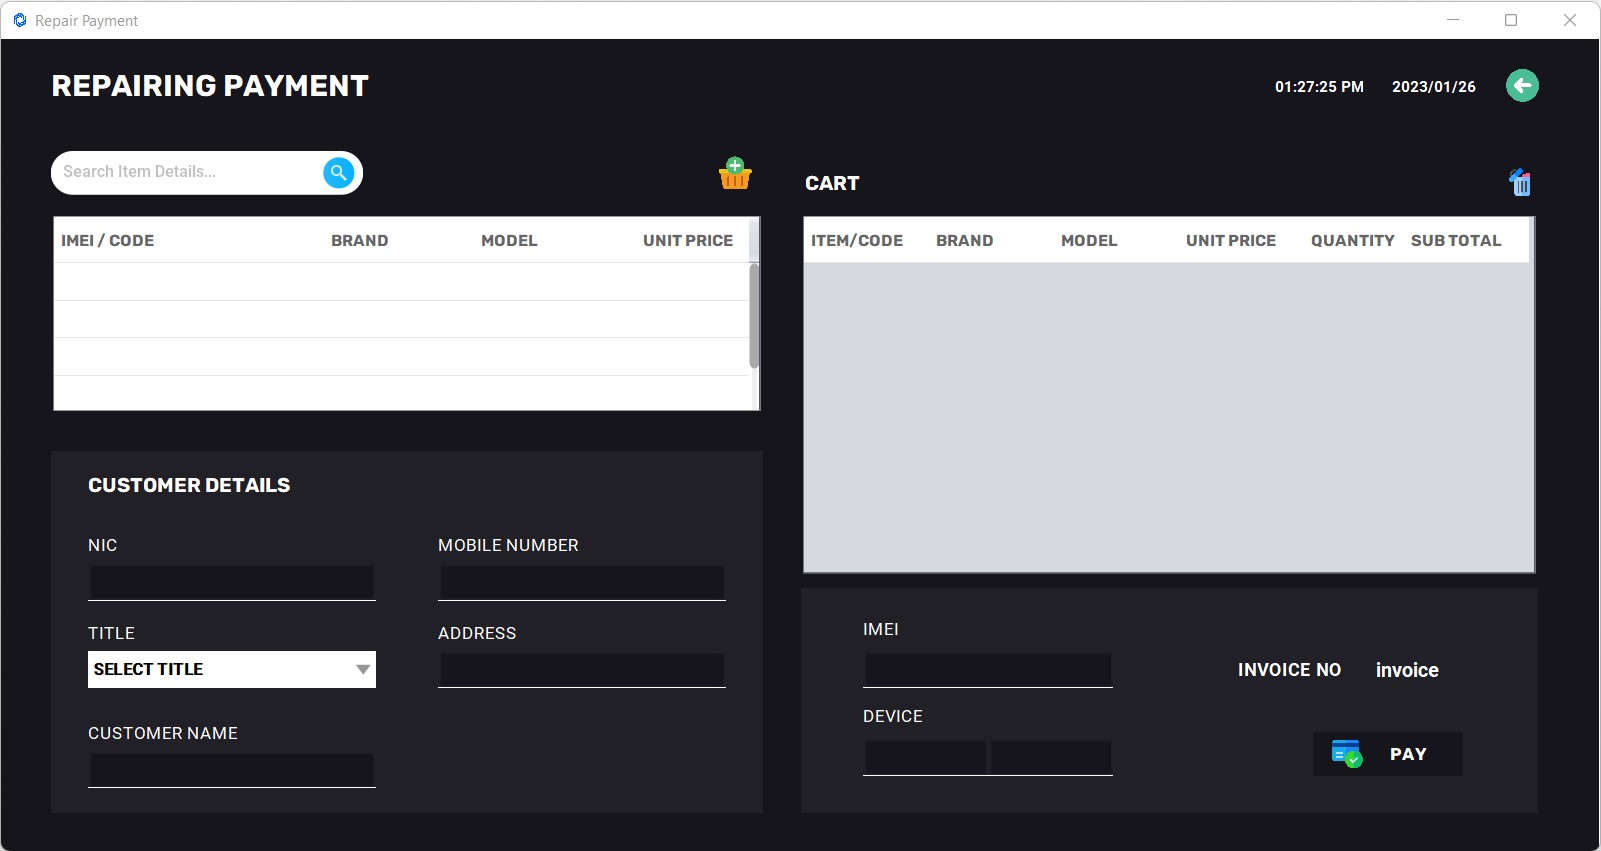 Repair Payment
REPAIRING PAYMENT
01:27:25 PM 2023/01/26
Search Item Details...
IMEI / CODE BRAND MODEL UNIT PRICE
CUSTOMER DETAILS
NIC MOBILE NUMBER
TITLE ADDRESS
SELECT TITLE
CUSTOMER NAME
CART
ITEM/CODE BRAND MODEL UNIT PRICE QUANTITY SUB TOTAL
IMEI
INVOICE NO invoice
DEVICE
PAY